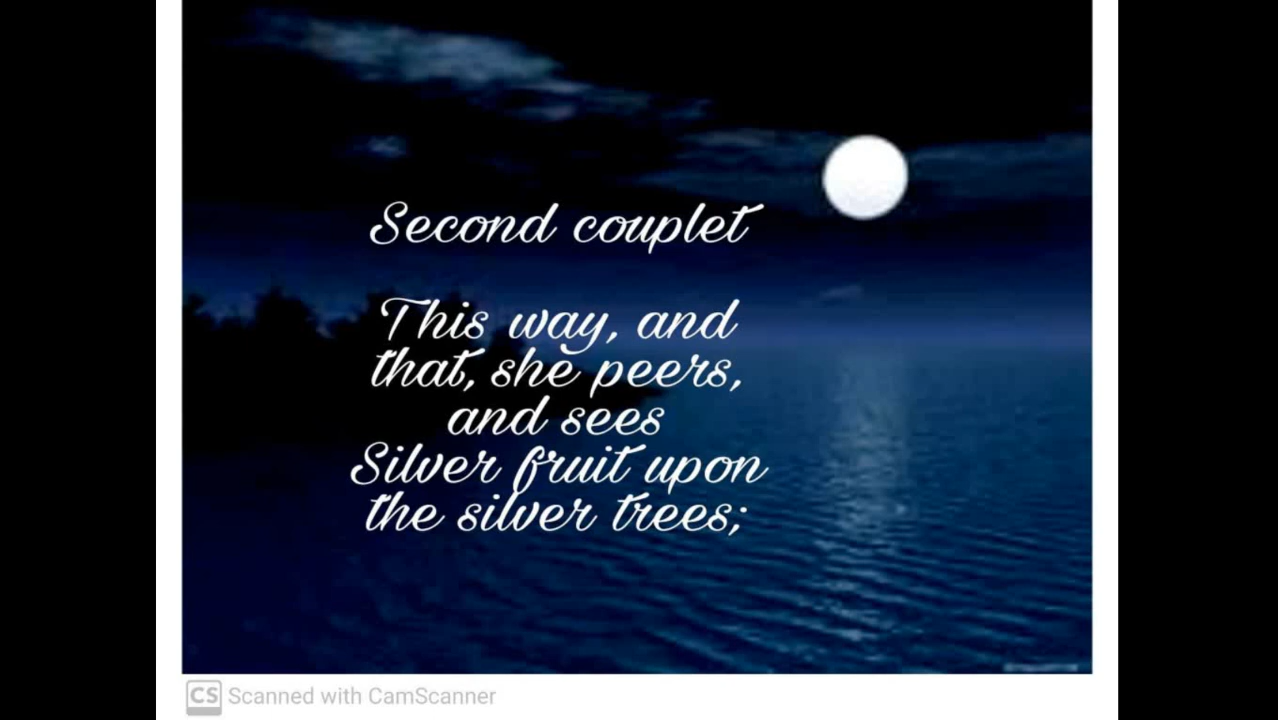 Second couplet
This way, and
that, she peers,
and sees
Silver fruit upon
the silver trees;
CS Scanned with CamScanner